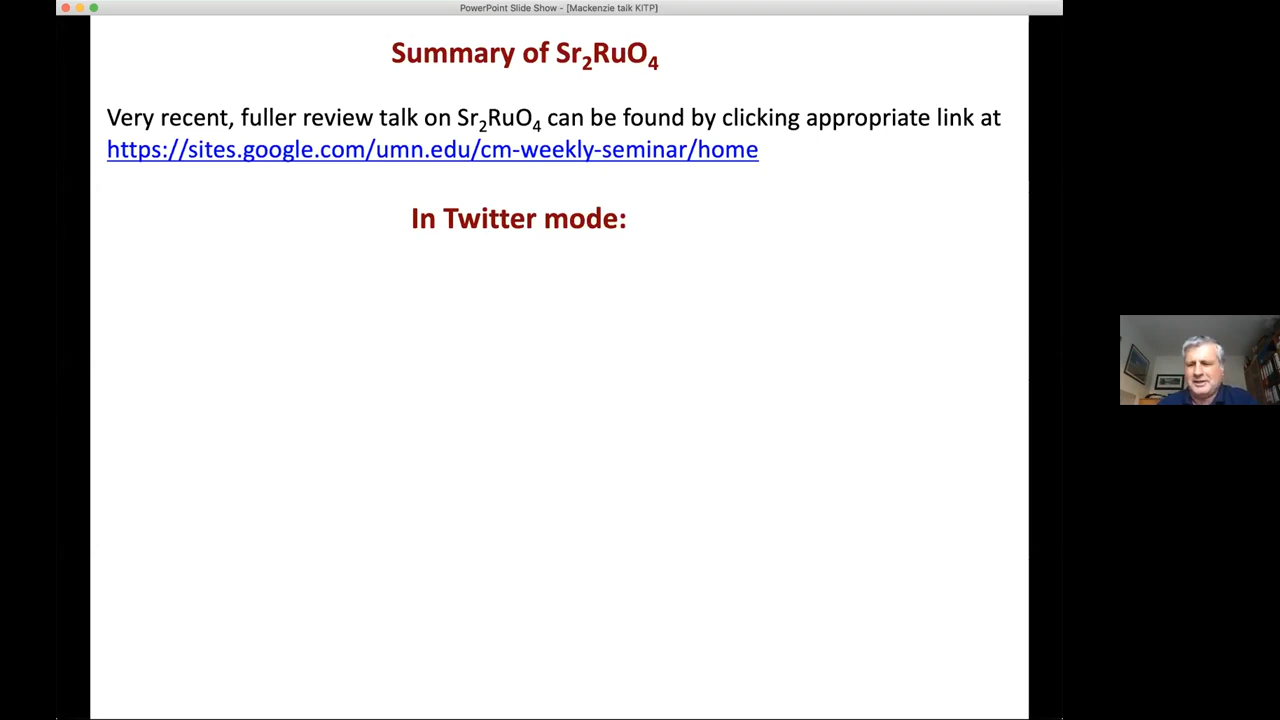 PowerPoint Slide Show - [Mackenzie talk KITP]
Summary of Sr₂RuO₄
Very recent, fuller review talk on Sr₂RuO₄ can be found by clicking appropriate link at
https://sites.google.com/umn.edu/cm-weekly-seminar/home
In Twitter mode: